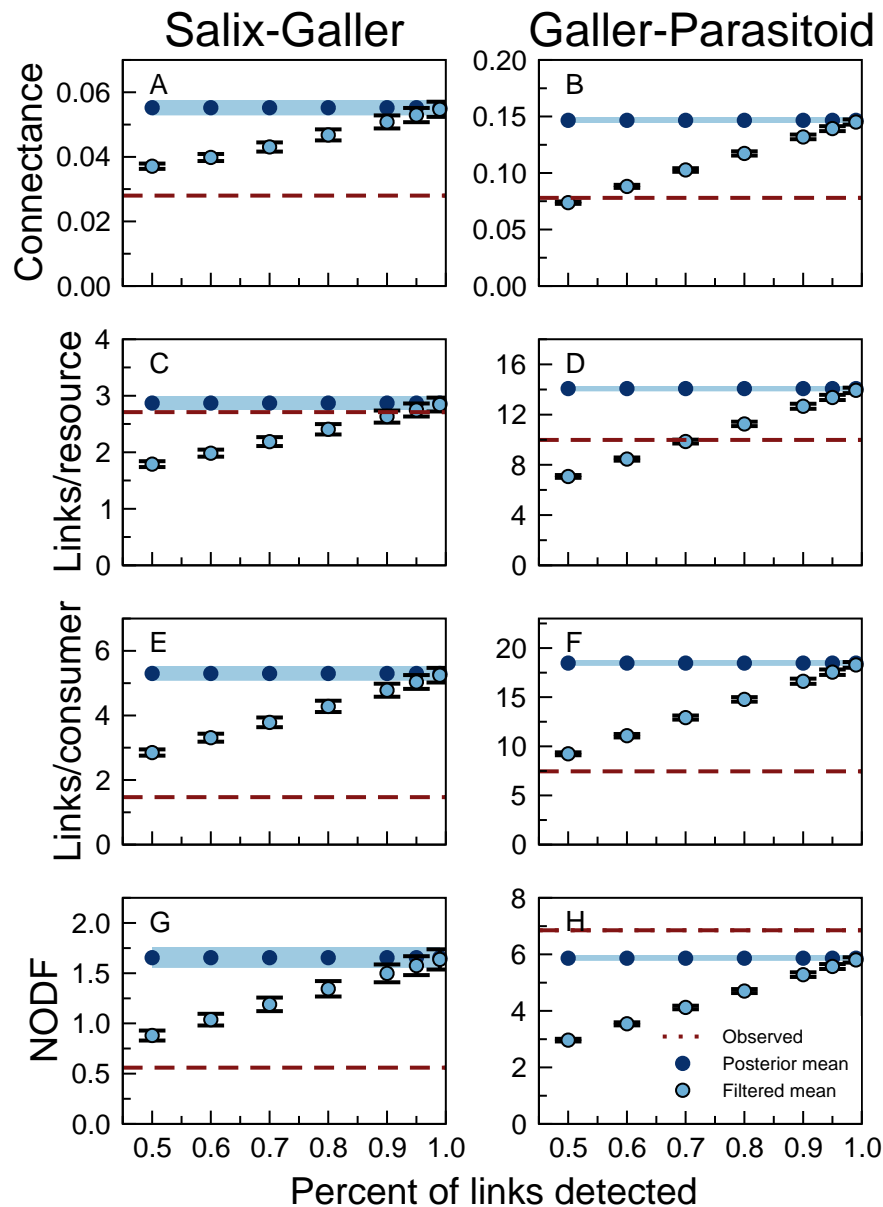 Salix-Galler
Galler-Parasitoid
Connectance
A
0.06
0.04
0.02
0.00
B
0.20
0.15
0.10
0.05
0.00
Links/resource
C
4
3
2
1
0
D
16
12
8
4
0
Links/consumer
E
6
4
2
0
F
20
15
10
5
0
NODF
G
2.0
1.5
1.0
0.5
0.0
H
8
6
4
2
0
Observed
Posterior mean
Filtered mean
0.5 0.6 0.7 0.8 0.9 1.0
0.5 0.6 0.7 0.8 0.9 1.0
Percent of links detected